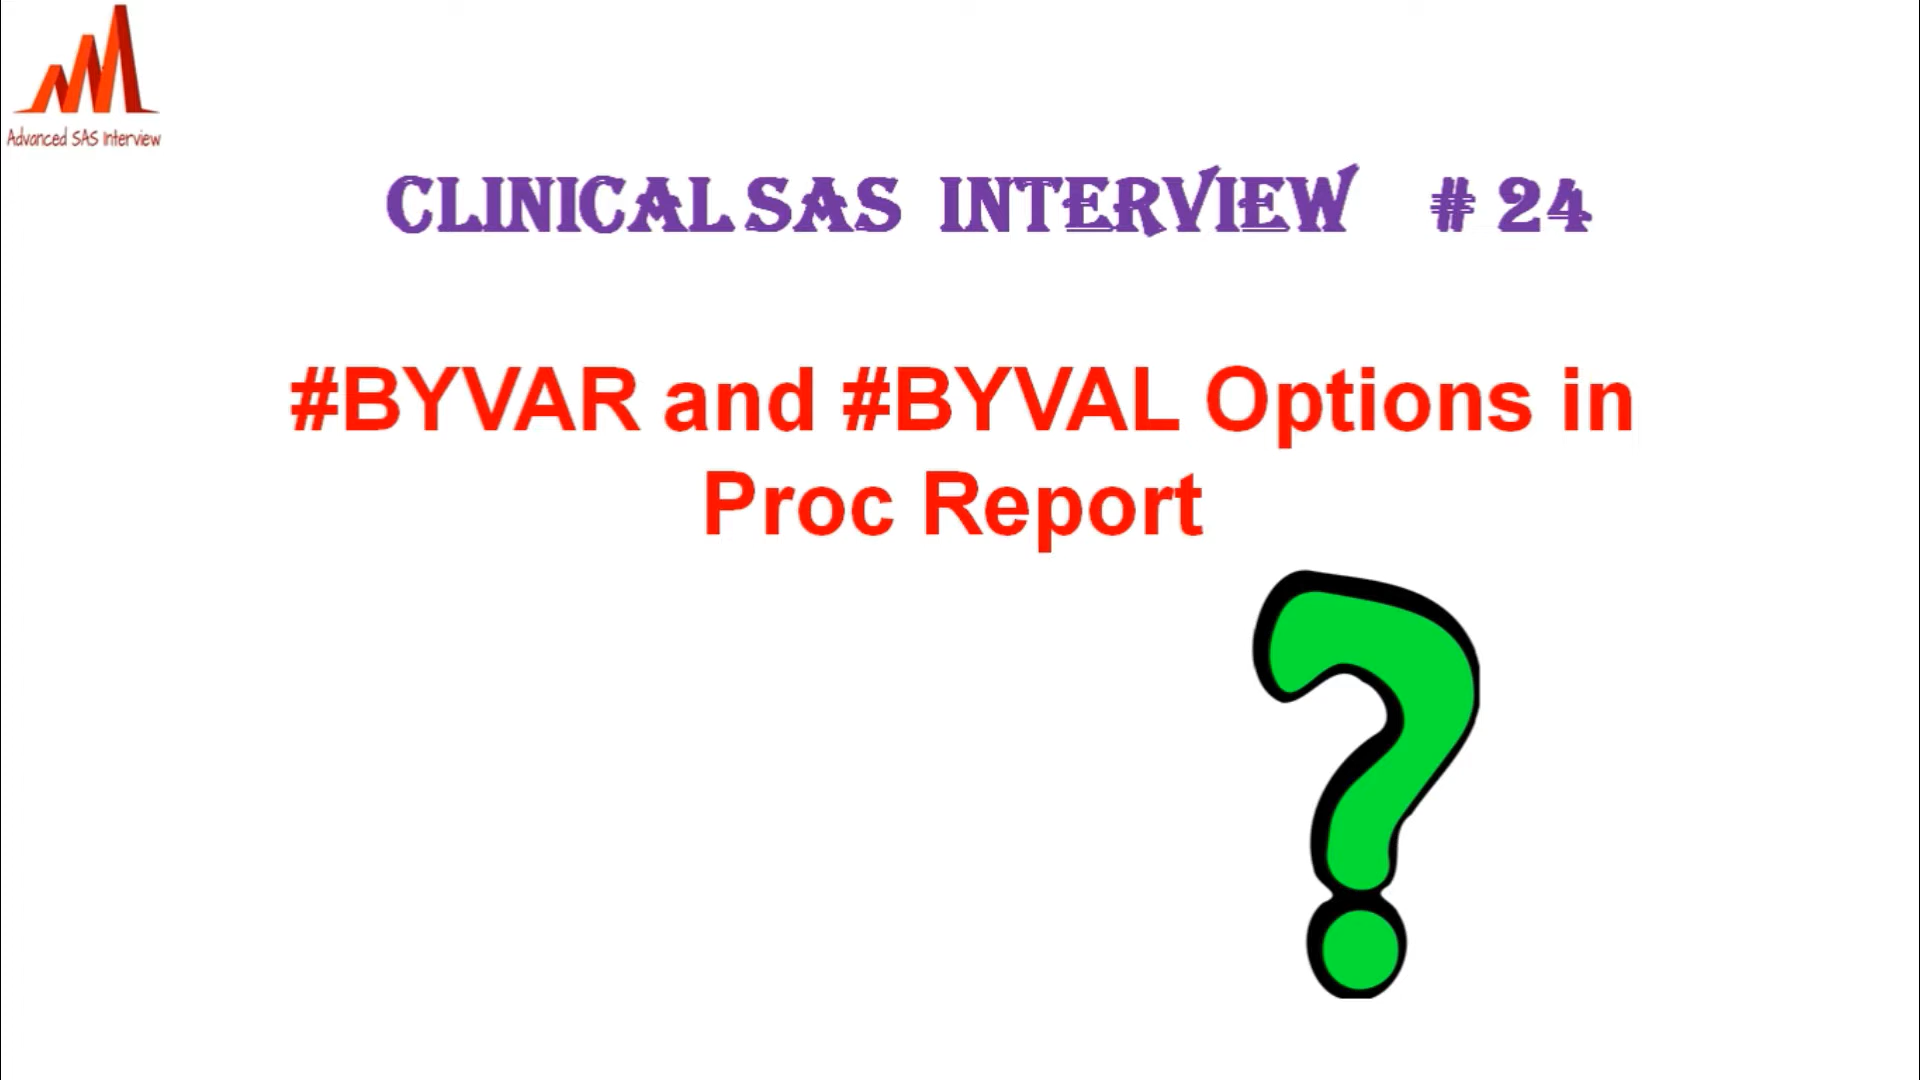 Advanced SAS Interview
CLINICAL SAS INTERVIEW # 24
#BYVAR and #BYVAL Options in
Proc Report
?